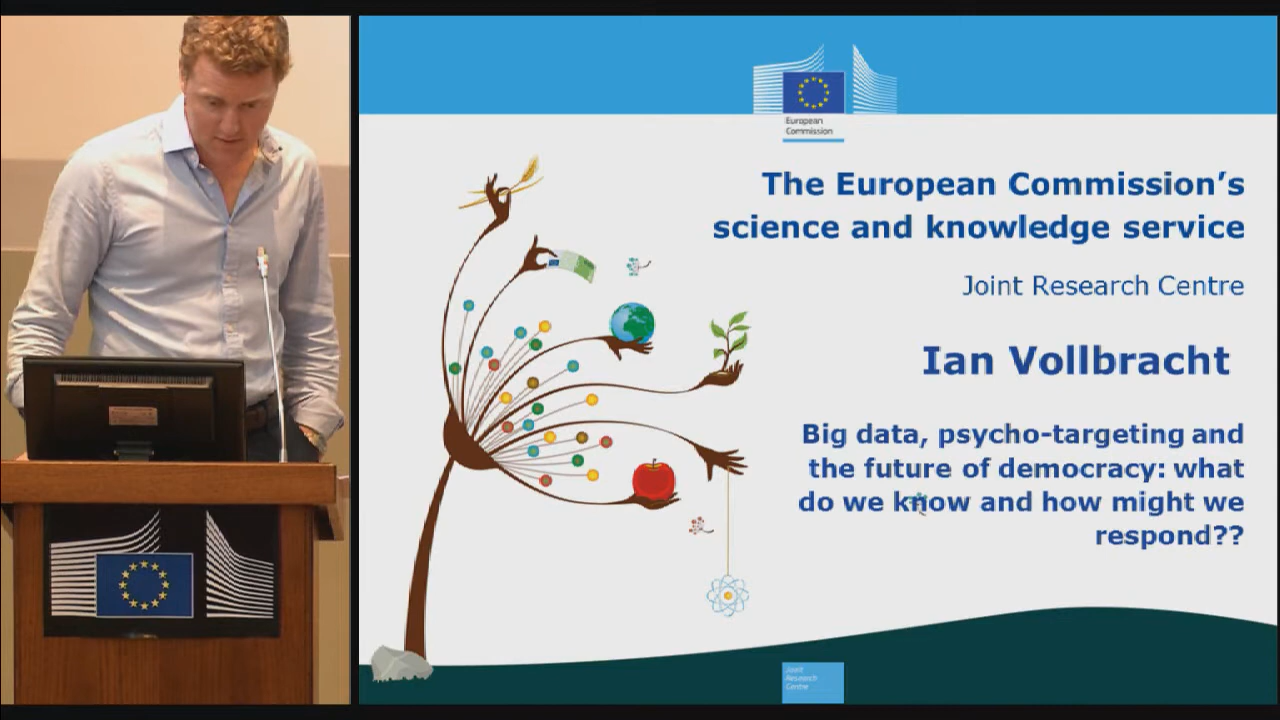 European
Commission
The European Commission's
science and knowledge service
Joint Research Centre
Ian Vollbracht
Big data, psycho-targeting and
the future of democracy: what
do we know and how might we
respond??
Joint
Research
Centre